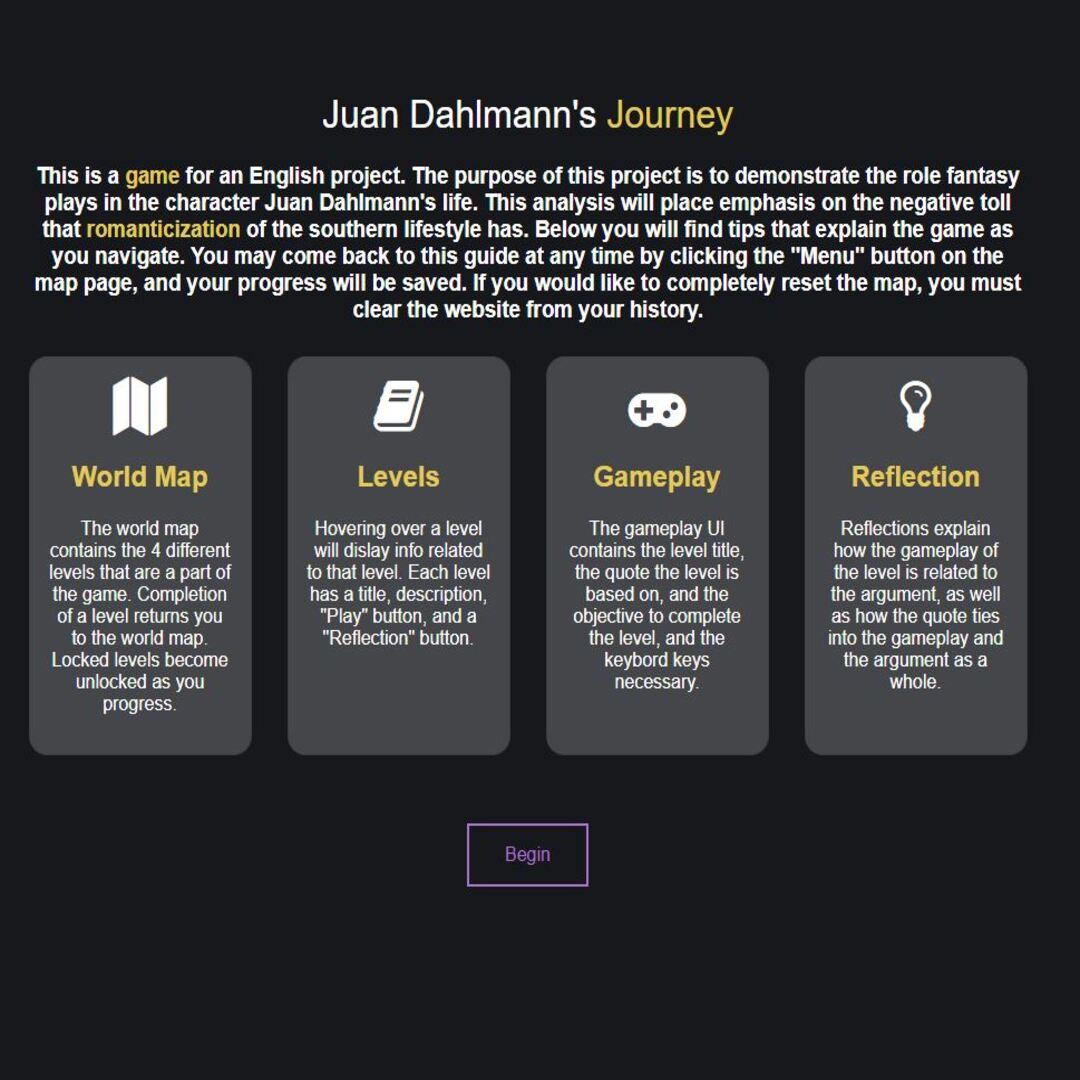 Juan Dahlmann's Journey
This is a game for an English project. The purpose of this project is to demonstrate the role fantasy
plays in the character Juan Dahlmann's life. This analysis will place emphasis on the negative toll
that romanticization of the southern lifestyle has. Below you will find tips that explain the game as
you navigate. You may come back to this guide at any time by clicking the "Menu" button on the
map page, and your progress will be saved. If you would like to completely reset the map, you must
clear the website from your history.
World Map
The world map
contains the 4 different
levels that are a part of
the game. Completion
of a level returns you
to the world map.
Locked levels become
unlocked as you
progress.
Levels
Hovering over a level
will dislay info related
to that level. Each level
has a title, description,
"Play" button, and a
"Reflection" button.
Gameplay
The gameplay UI
contains the level title,
the quote the level is
based on, and the
objective to complete
the level, and the
keybord keys
necessary.
Reflection
Reflections explain
how the gameplay of
the level is related to
the argument, as well
as how the quote ties
into the gameplay and
the argument as a
whole.
Begin